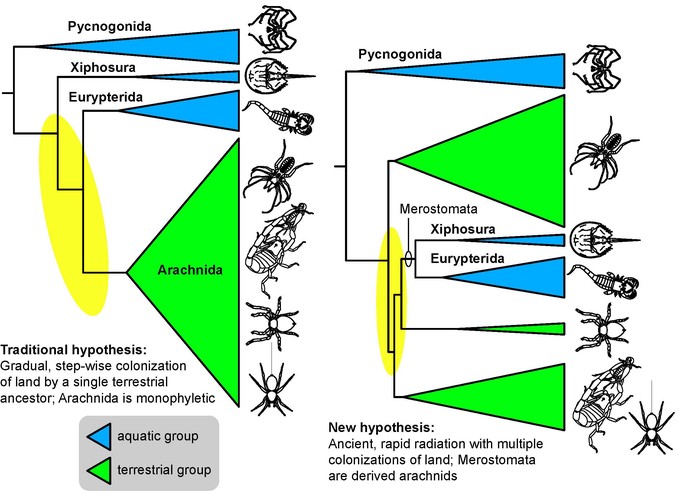 Pycnogonida
Xiphosura
Eurypterida
Arachnida
Traditional hypothesis:
Gradual, step-wise colonization
of land by a single terrestrial
ancestor; Arachnida is monophyletic
aquatic group
terrestrial group
Pycnogonida
Merostomata
Xiphosura
Eurypterida
New hypothesis:
Ancient, rapid radiation with multiple
colonizations of land; Merostomata
are derived arachnids